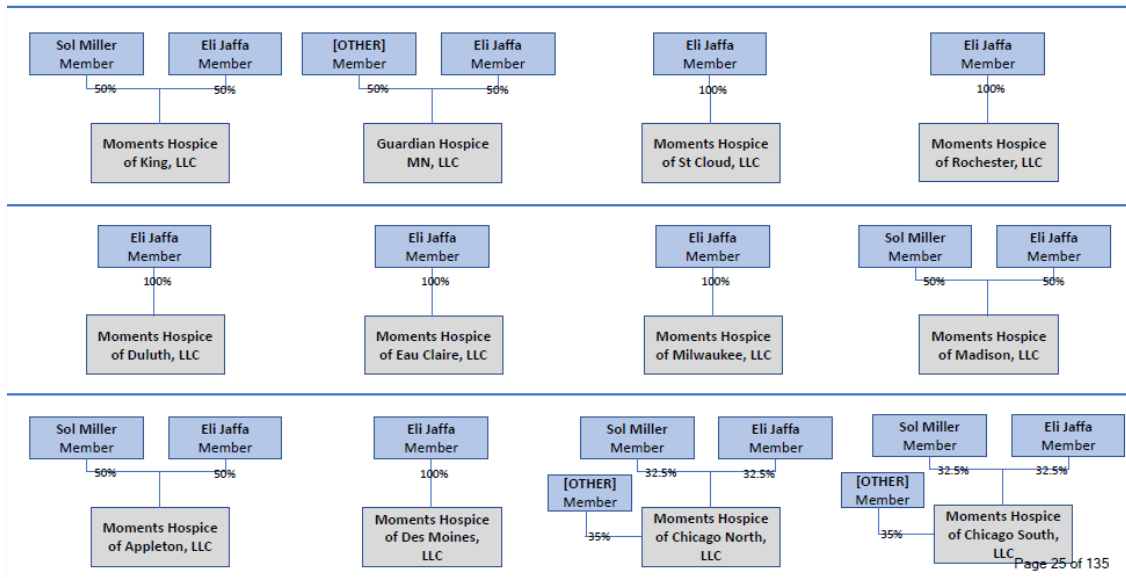 Sol Miller
Member
Eli Jaffa
Member
50%
50%
Moments Hospice
of King, LLC
[OTHER]
Member
Eli Jaffa
Member
50%
50%
Guardian Hospice
MN, LLC
Eli Jaffa
Member
100%
Moments Hospice
of St Cloud, LLC
Eli Jaffa
Member
100%
Moments Hospice
of Rochester, LLC
Eli Jaffa
Member
100%
Moments Hospice
of Duluth, LLC
Eli Jaffa
Member
100%
Moments Hospice
of Eau Claire, LLC
Eli Jaffa
Member
100%
Moments Hospice
of Milwaukee, LLC
Sol Miller
Member
Eli Jaffa
Member
50%
50%
Moments Hospice
of Madison, LLC
Sol Miller
Member
Eli Jaffa
Member
50%
50%
Moments Hospice
of Appleton, LLC
Eli Jaffa
Member
100%
Moments Hospice
of Des Moines,
LLC
Sol Miller
Member
Eli Jaffa
Member
32.5%
32.5%
[OTHER]
Member
35%
Moments Hospice
of Chicago North,
LLC
Sol Miller
Member
Eli Jaffa
Member
32.5%
32.5%
[OTHER]
Member
35%
Moments Hospice
of Chicago South,
LLC
Page 25 of 135